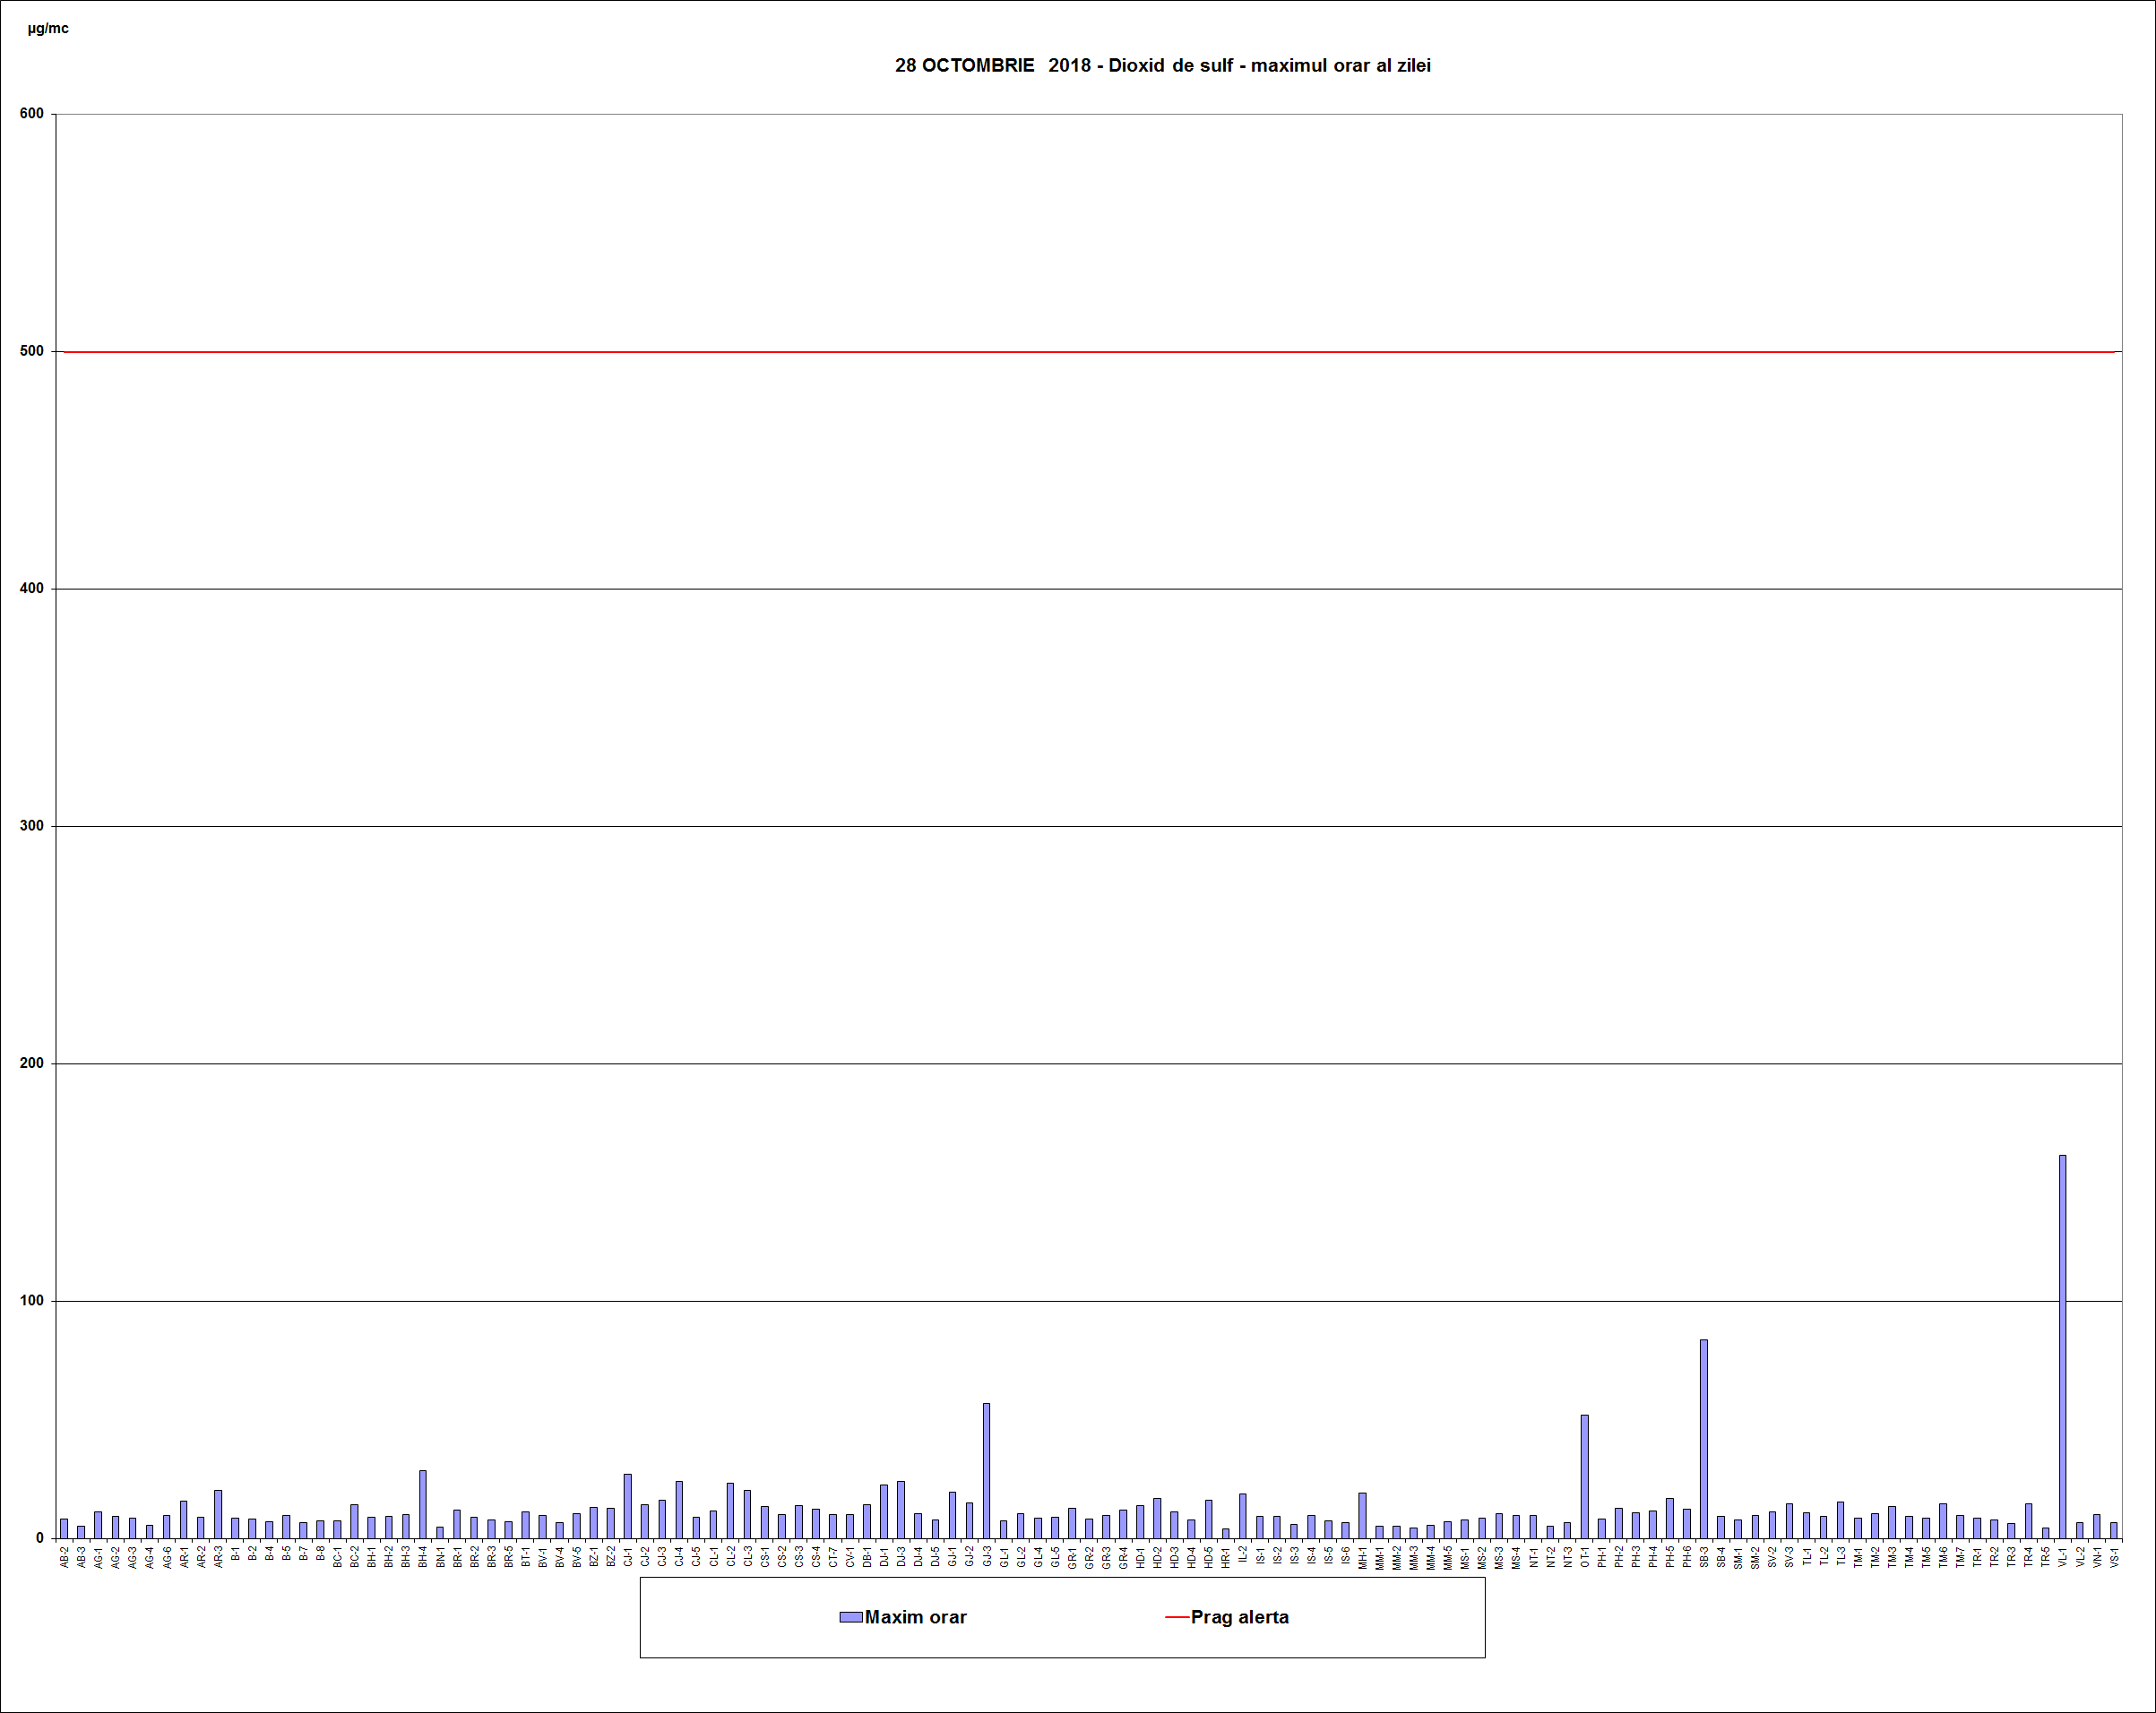 µg/mc
28 OCTOMBRIE 2018 - Dioxid de sulf - maximul orar al zilei
600
500
400
300
200
100
0
AB-2 AB-3 AG-1 AG-2 AG-3 AG-4 AG-6 AR-1 AR-2 AR-3 B-1 B-2 B-4 B-5 B-7 B-8 BC-1 BC-2 BH-1 BH-2 BH-3 BH-4 BN-1 BR-1 BR-2 BR-3 BR-5 BT-1 BV-1 BV-4 BV-5 BZ-1 BZ-2 CJ-1 CJ-2 CJ-3 CJ-4 CJ-5 CL-1 CL-2 CL-3 CS-1 CS-2 CS-3 CS-4 CT-7 CV-1 DB-1 DJ-1 DJ-3 DJ-4 DJ-5 GJ-1 GJ-2 GJ-3 GL-1 GL-2 GL-4 GL-5 GR-1 GR-2 GR-3 GR-4 HD-1 HD-2 HD-3 HD-4 HD-5 HR-1 IL-2 IS-1 IS-2 IS-3 IS-4 IS-5 IS-6 MH-1 MM-1 MM-2 MM-3 MM-4 MM-5 MS-1 MS-2 MS-3 MS-4 NT-1 NT-2 NT-3 OT-1 PH-1 PH-2 PH-3 PH-4 PH-5 PH-6 SB-3 SB-4 SM-1 SM-2 SV-2 SV-3 TL-1 TL-2 TL-3 TM-1 TM-2 TM-3 TM-4 TM-5 TM-6 TM-7 TR-1 TR-2 TR-3 TR-4 TR-5 VL-1 VL-2 VN-1 VS-1
Maxim orar Prag alerta